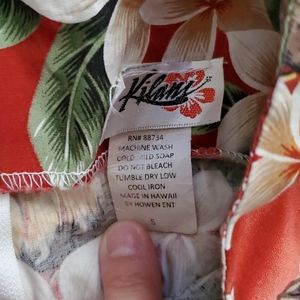 Kilani
RN# 88734
MACHINE WASH
COLD MILD SOAP
DO NOT BLEACH
TUMBLE DRY LOW
COOL IRON
MADE IN HAWAII
BY HOWEN ENT
S